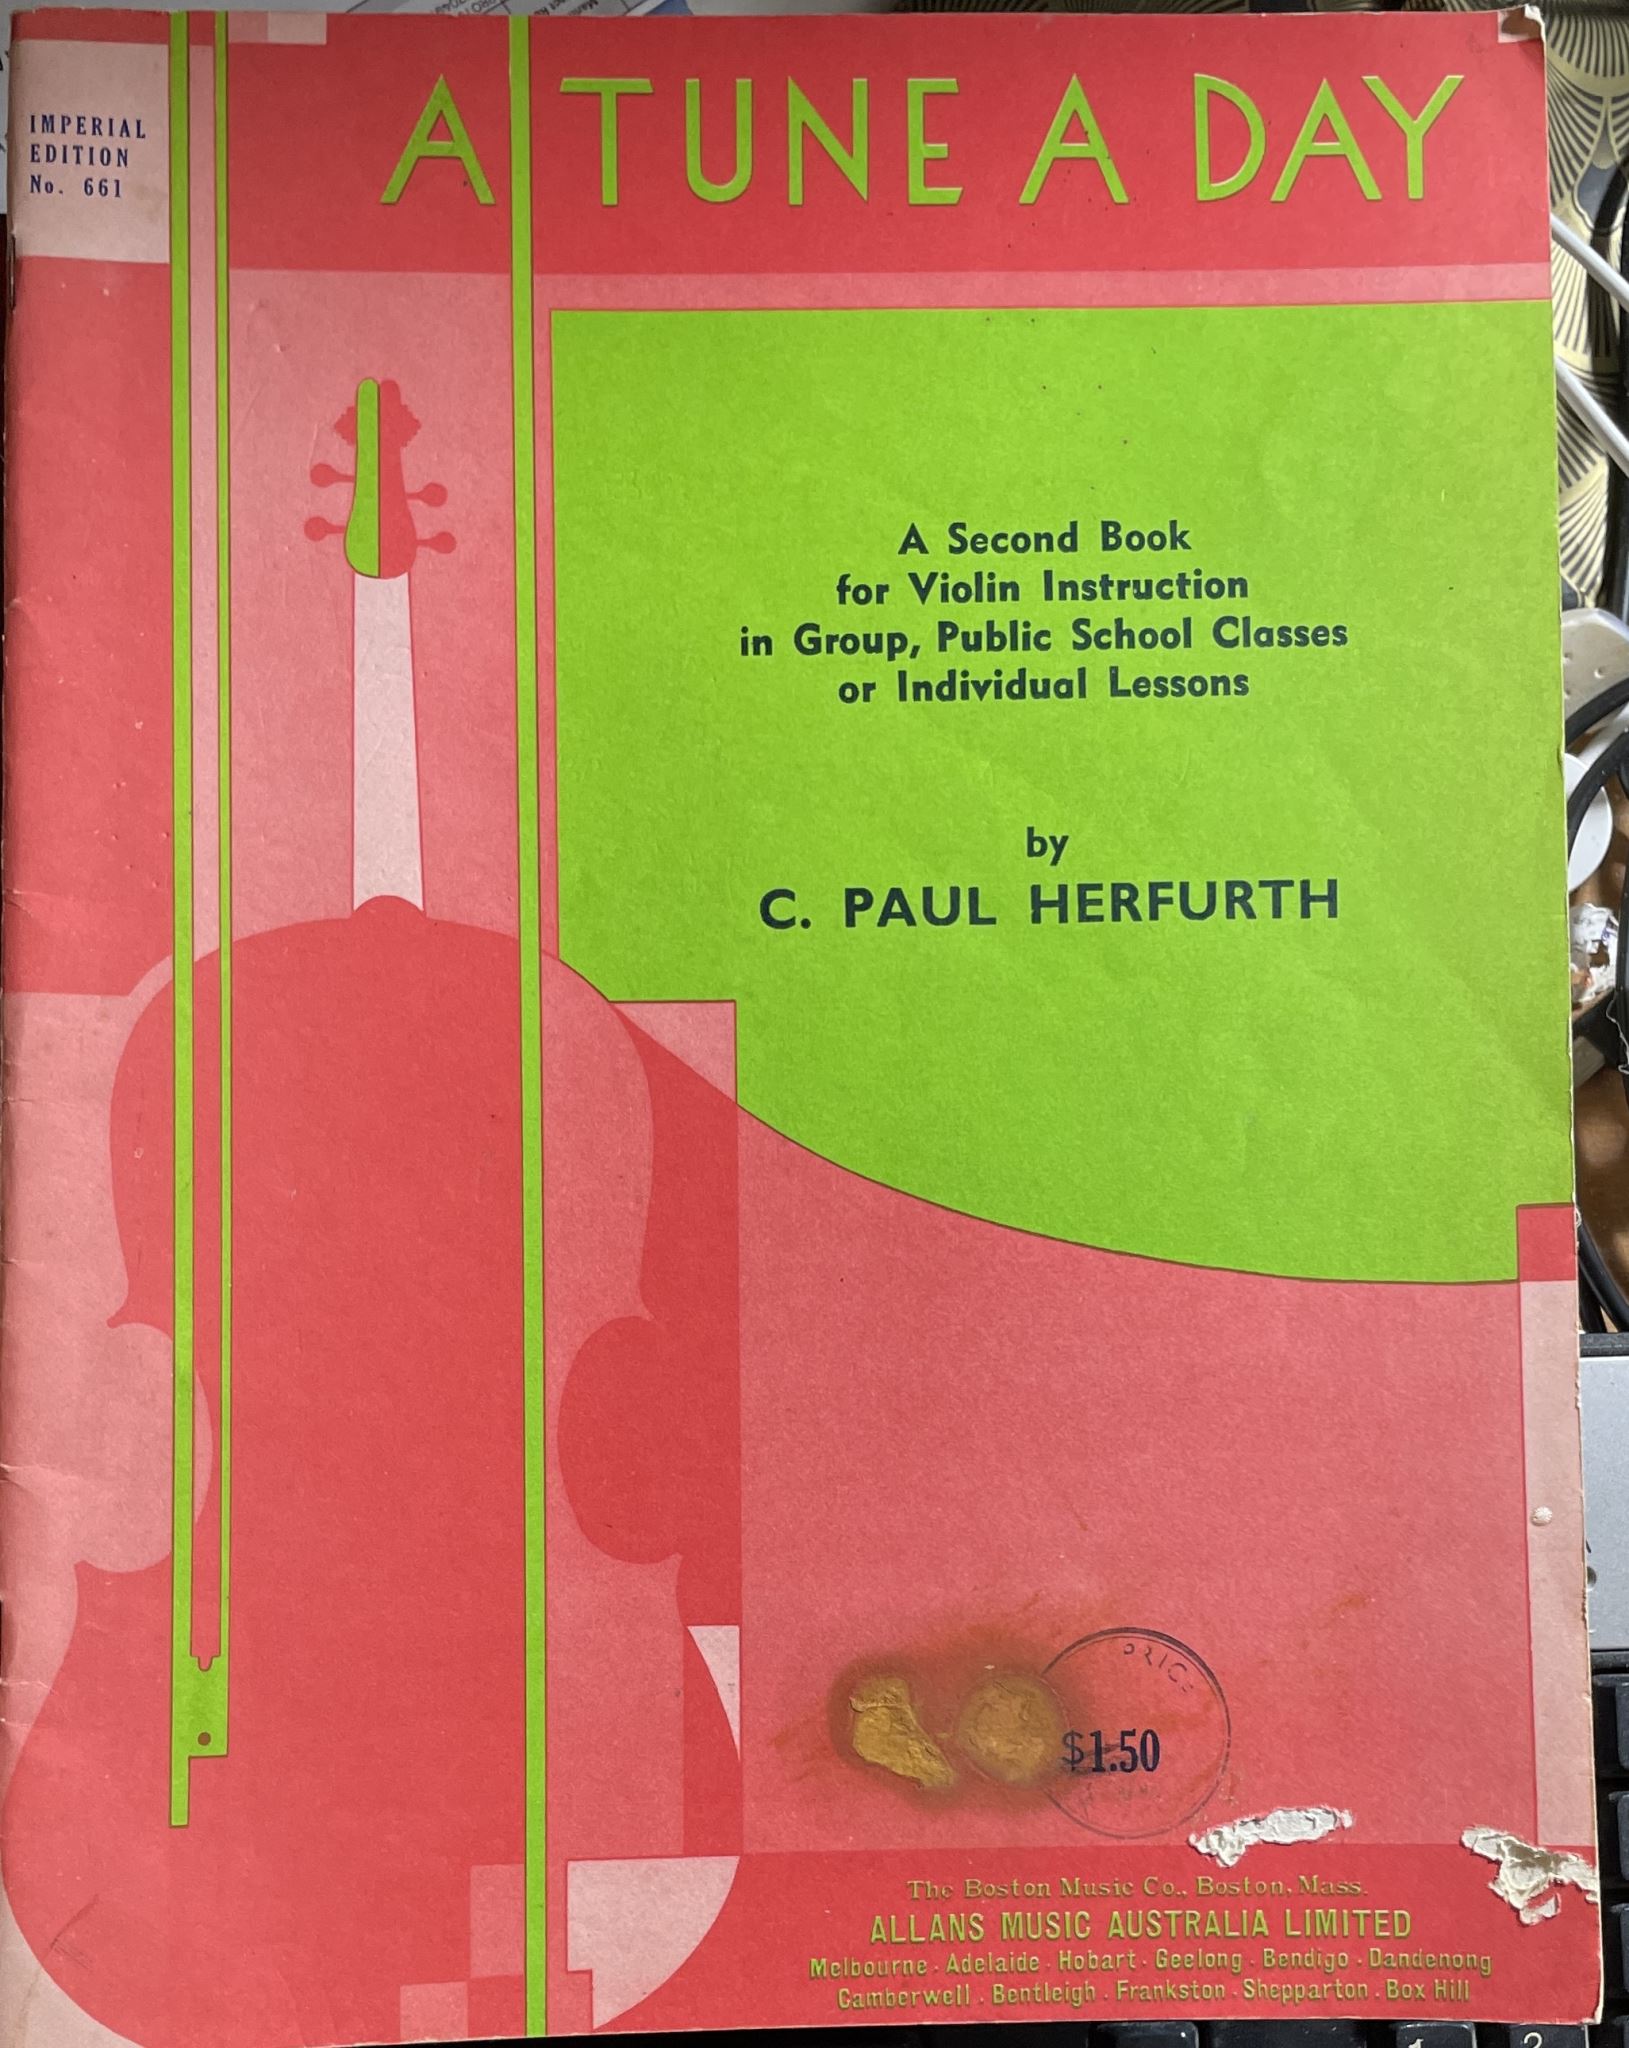 IMPERIAL
EDITION
No. 661
A TUNE A DAY
A Second Book
for Violin Instruction
in Group, Public School Classes
or Individual Lessons
by
C. PAUL HERFURTH
PRICE
$1.50
The Boston Music Co., Boston, Mass.
ALLANS MUSIC AUSTRALIA LIMITED
Melbourne · Adelaide · Hobart · Geelong · Bendigo · Dandenong
Camberwell · Bentleigh · Frankston · Shepparton · Box Hill
1
2